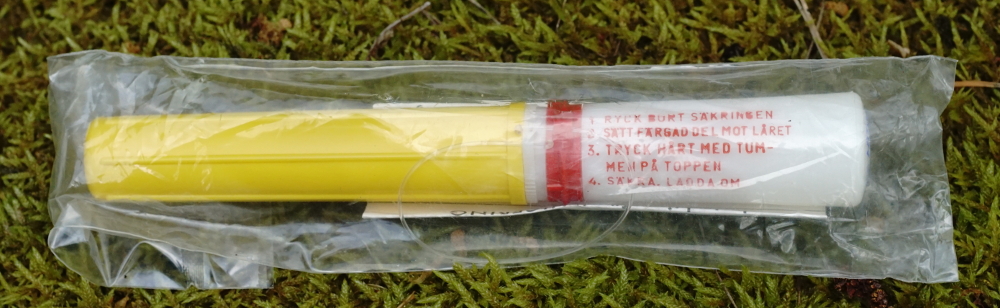 1. RYCK BORT SÄKRINGEN
2. SÄTT FÄRGAD DEL MOT LÅRET
3. TRYCK HÅRT MED TUM-
MEN PÅ TOPPEN
4. SÄKRA. LADDA OM